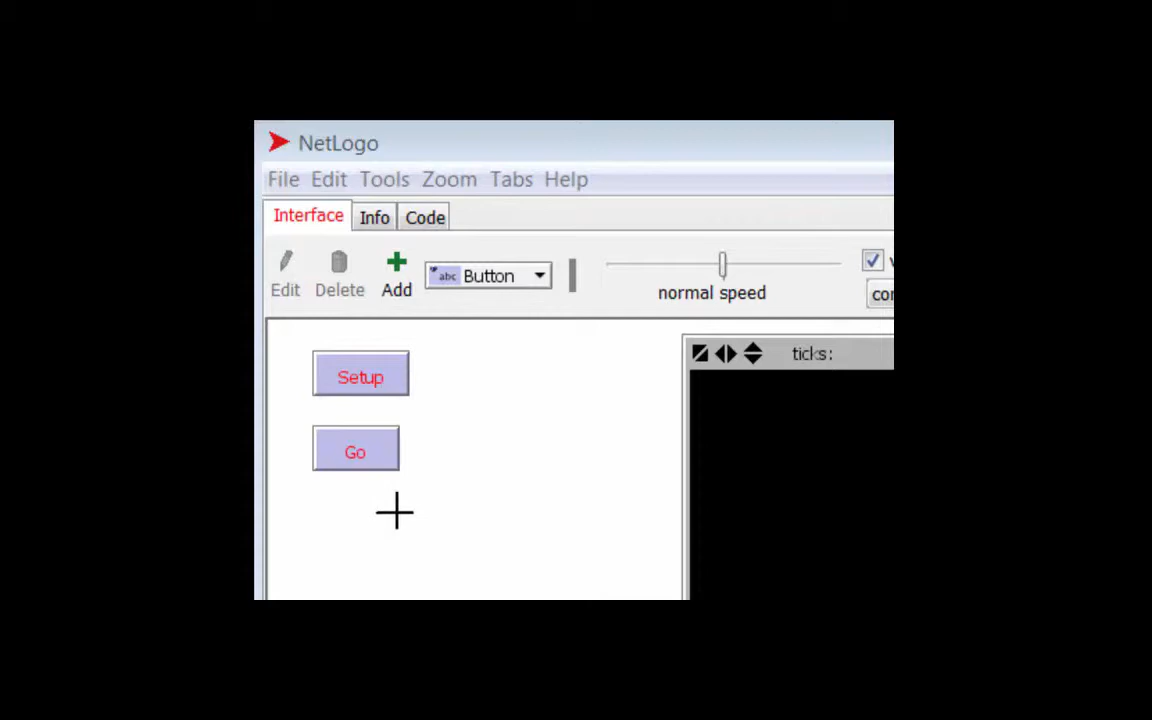 NetLogo
File Edit Tools Zoom Tabs Help
Interface Info Code
Edit Delete Add abc Button normal speed
ticks:
Setup
Go